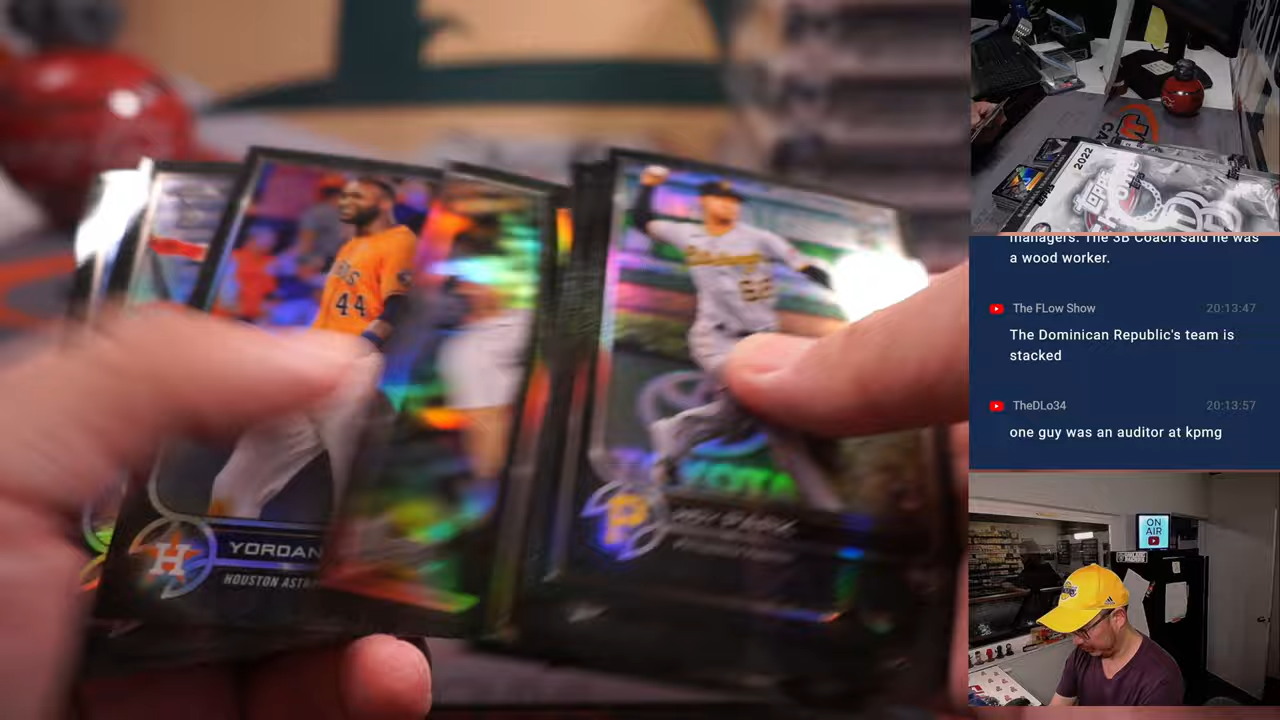 44
YORDAN
HOUSTON ASTR
P
PARK
2022
managers. The 3B Coach said he was
a wood worker.
The FLow Show 20:13:47
The Dominican Republic's team is
stacked
TheDLo34 20:13:57
one guy was an auditor at kpmg
ON
AIR